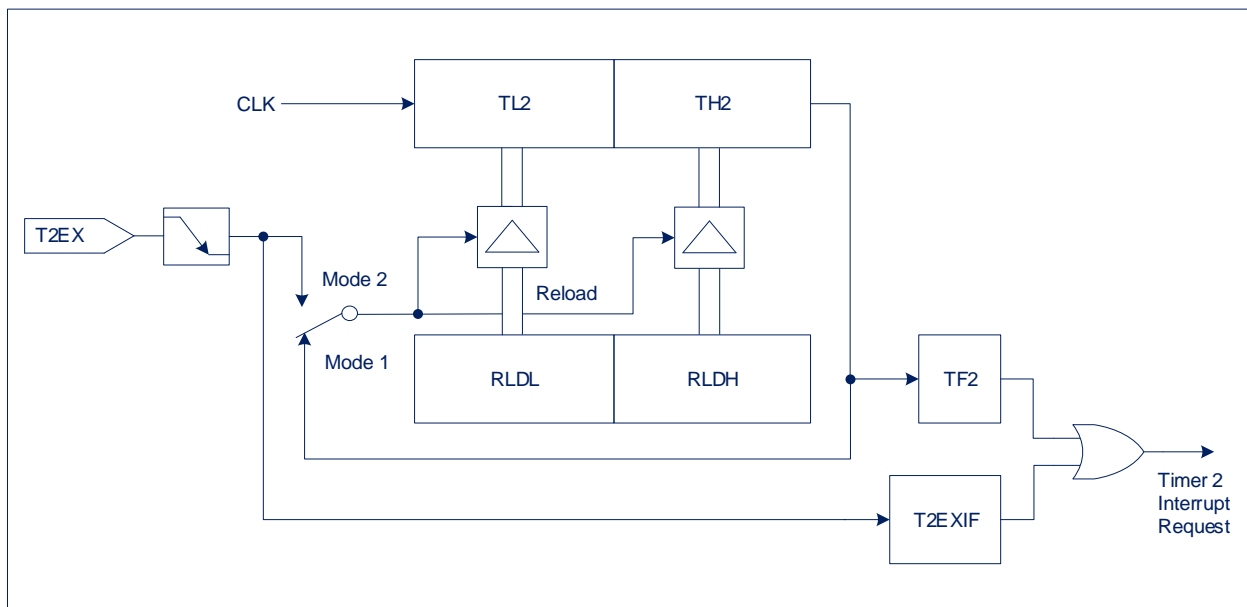 CLK
TL2
TH2
T2EX
Mode 2
Reload
Mode 1
RLDL
RLDH
TF2
T2EXIF
Timer 2
Interrupt
Request